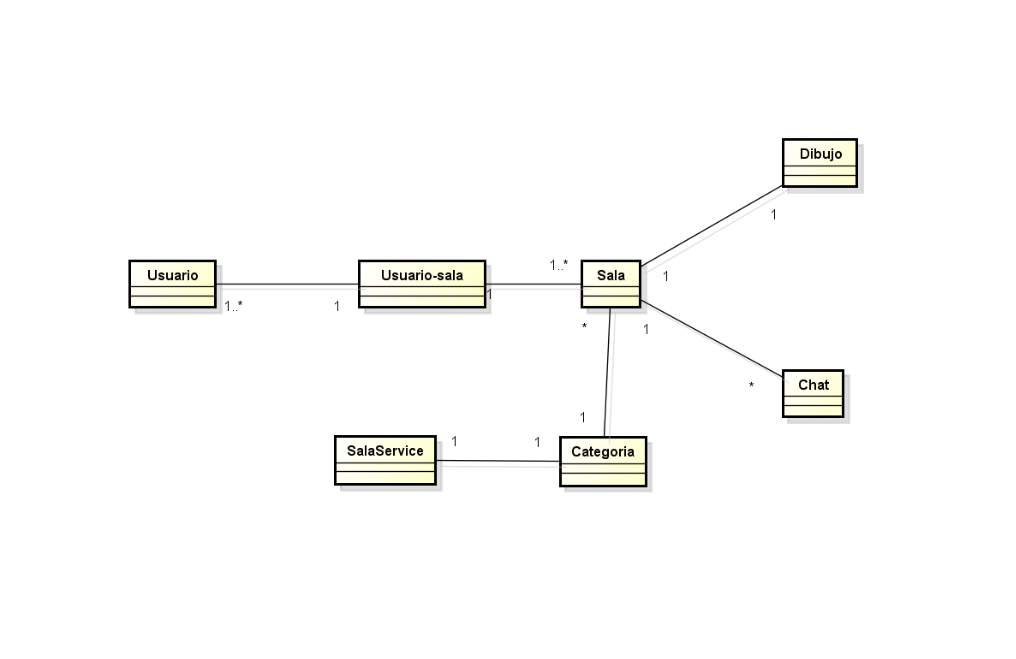 Dibujo
1
Usuario
1..*
1
Usuario-sala
1
1..*
Sala
1
*
1
*
Chat
1
SalaService
1
1
Categoria